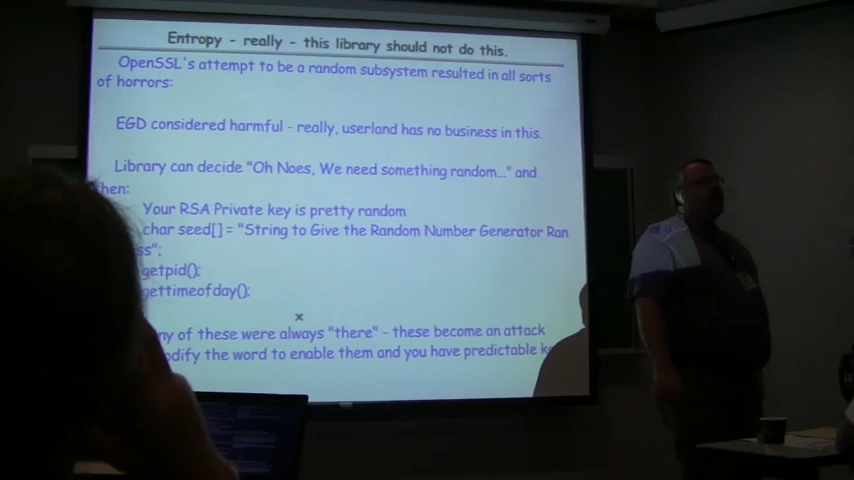 Entropy - really - this library should not do this.
OpenSSL's attempt to be a random subsystem resulted in all sorts
of horrors:
EGD considered harmful - really, userland has no business in this.
Library can decide "Oh Noes, We need something random..." and
then:
Your RSA Private key is pretty random
char seed[] = "String to Give the Random Number Generator Ran
ss";
getpid();
gettimeofday();
ny of these were always "there" - these become an attack
odify the word to enable them and you have predictable k